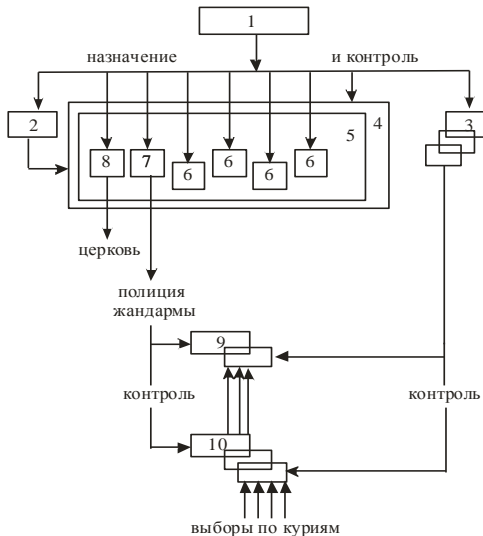 1
назначение и контроль
2 4 3
5
8 7 6 6 6 6
церковь
полиция
жандармы
9
контроль контроль
10
выборы по куриям